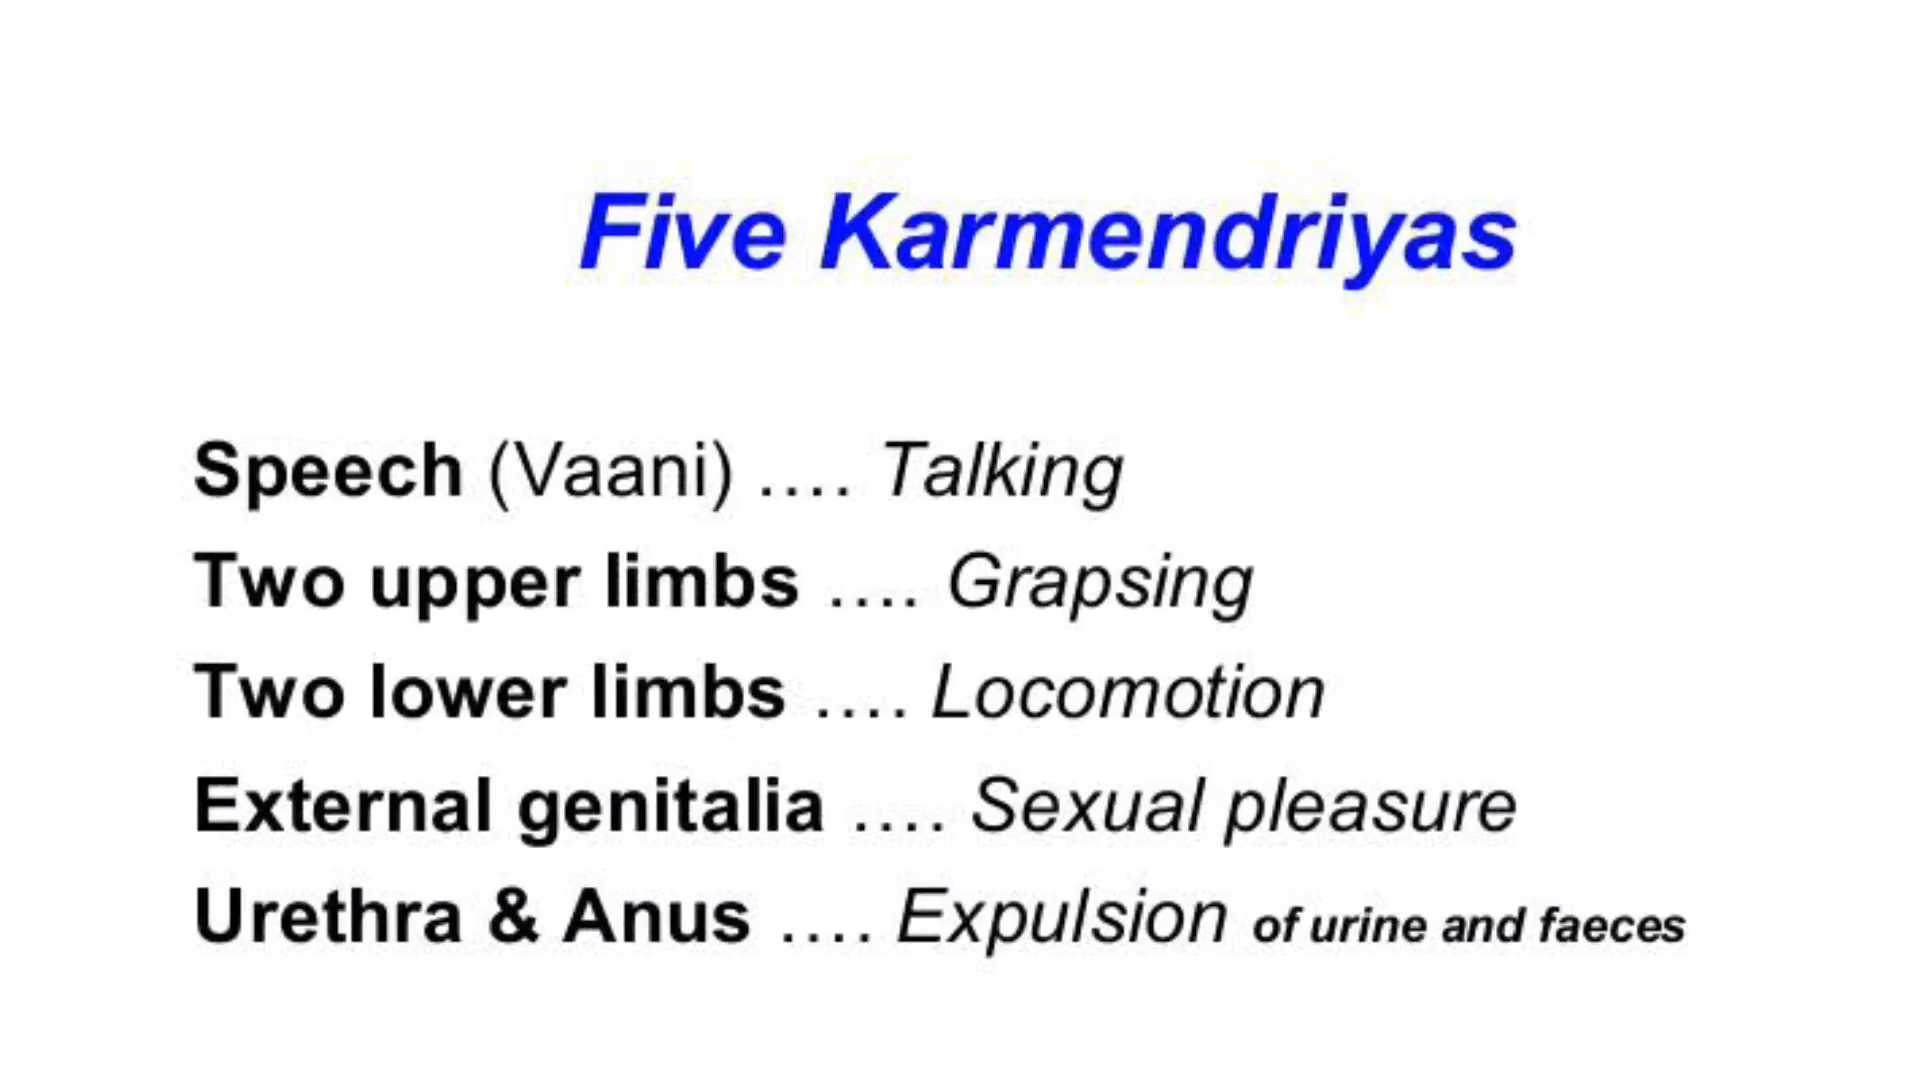 Five Karmendriyas
Speech (Vaani) .... Talking
Two upper limbs .... Grapsing
Two lower limbs .... Locomotion
External genitalia .... Sexual pleasure
Urethra & Anus .... Expulsion of urine and faeces